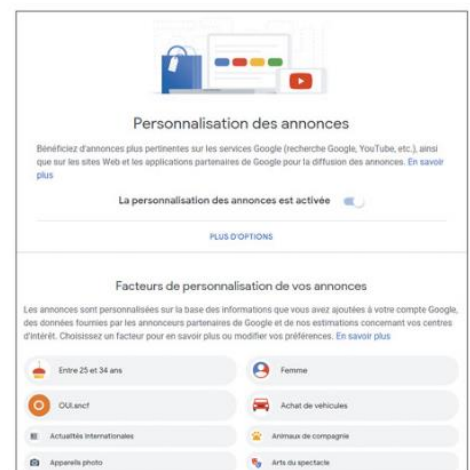 Personnalisation des annonces
Bénéficiez d'annonces plus pertinentes sur les services Google (recherche Google, YouTube, etc.), ainsi
que sur les sites Web et les applications partenaires de Google pour la diffusion des annonces. En savoir
plus
La personnalisation des annonces est activée
PLUS D'OPTIONS
Facteurs de personnalisation de vos annonces
Les annonces sont personnalisées sur la base des informations que vous avez ajoutées à votre compte Google,
des données fournies par les annonceurs partenaires de Google et de nos estimations concernant vos centres
d'intérêt. Choisissez un facteur pour en savoir plus ou modifier vos préférences. En savoir plus
Entre 25 et 34 ans
Femme
OUI.sncf
Achat de véhicules
Actualités internationales
Animaux de compagnie
Appareils photo
Arts du spectacle